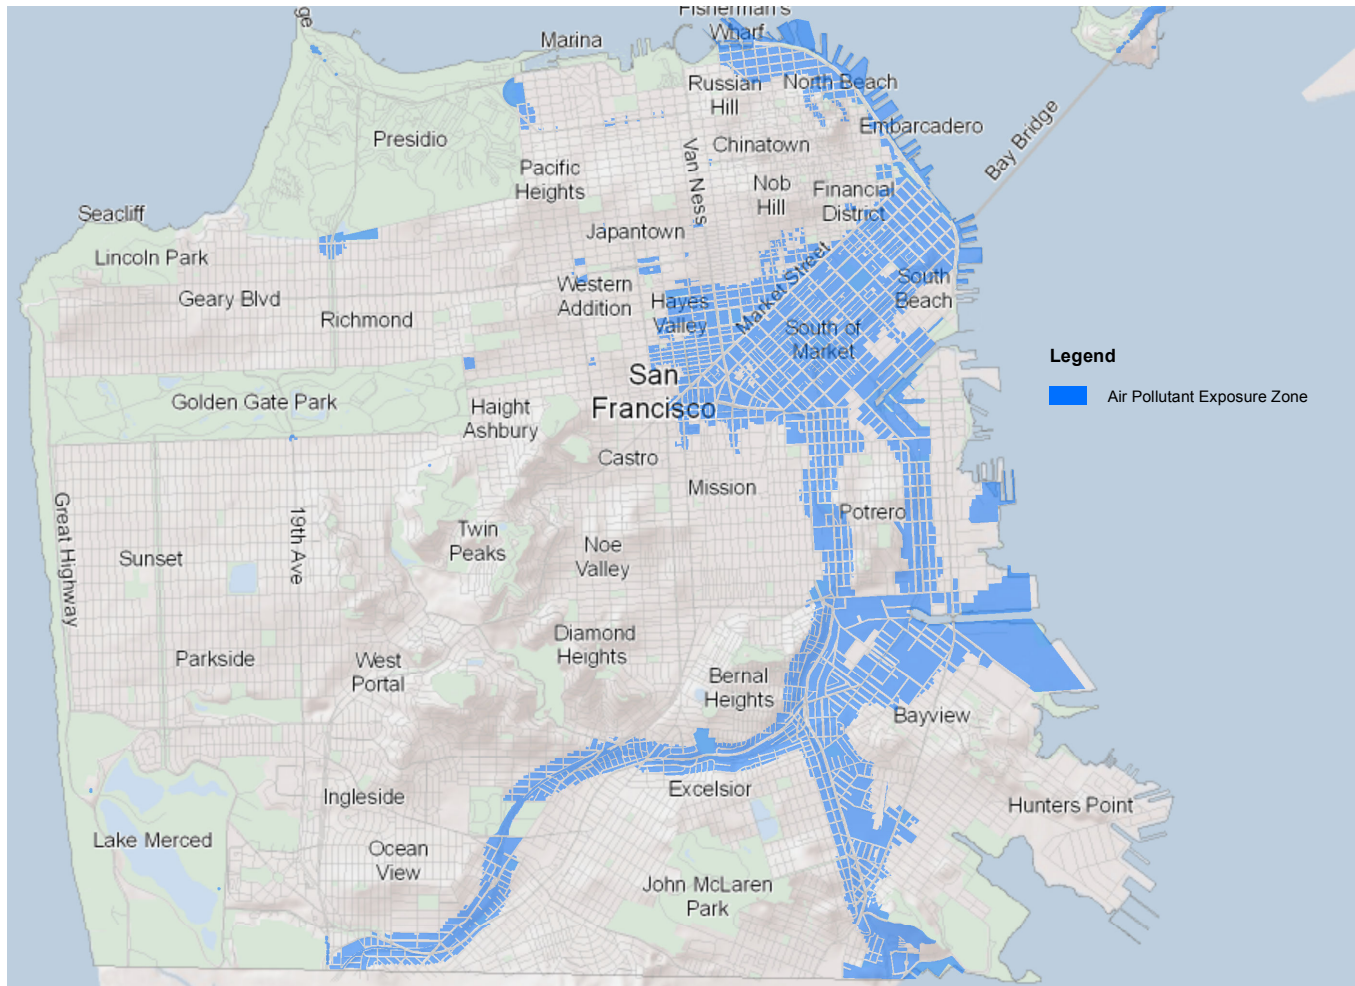 ge
Fisherman's
Wharf
Marina
Russian
Hill
North Beach
Embarcadero
Presidio
Chinatown
Bay Bridge
Pacific
Heights
Van Ness
Nob
Hill
Financial
District
Seacliff
Japantown
Lincoln Park
Market Street
South
Beach
Geary Blvd
Western
Addition
Hayes
Valley
Richmond
South of
Market
Legend
Air Pollutant Exposure Zone
San
Francisco
Golden Gate Park
Haight
Ashbury
Castro
Mission
Great Highway
19th Ave
Potrero
Sunset
Twin
Peaks
Noe
Valley
Parkside
West
Portal
Diamond
Heights
Bernal
Heights
Bayview
Ingleside
Excelsior
Hunters Point
Lake Merced
Ocean
View
John McLaren
Park